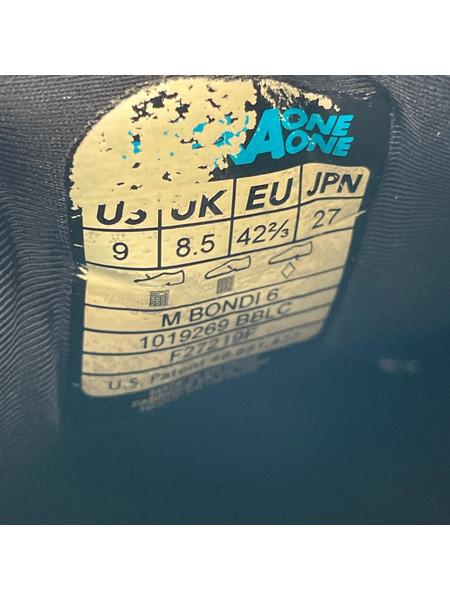 ONE
ONE
US UK EU JPN
9 8.5 42⅔ 27
M BONDI 6
1019269 BBLC
F27219F
U.S. Patent